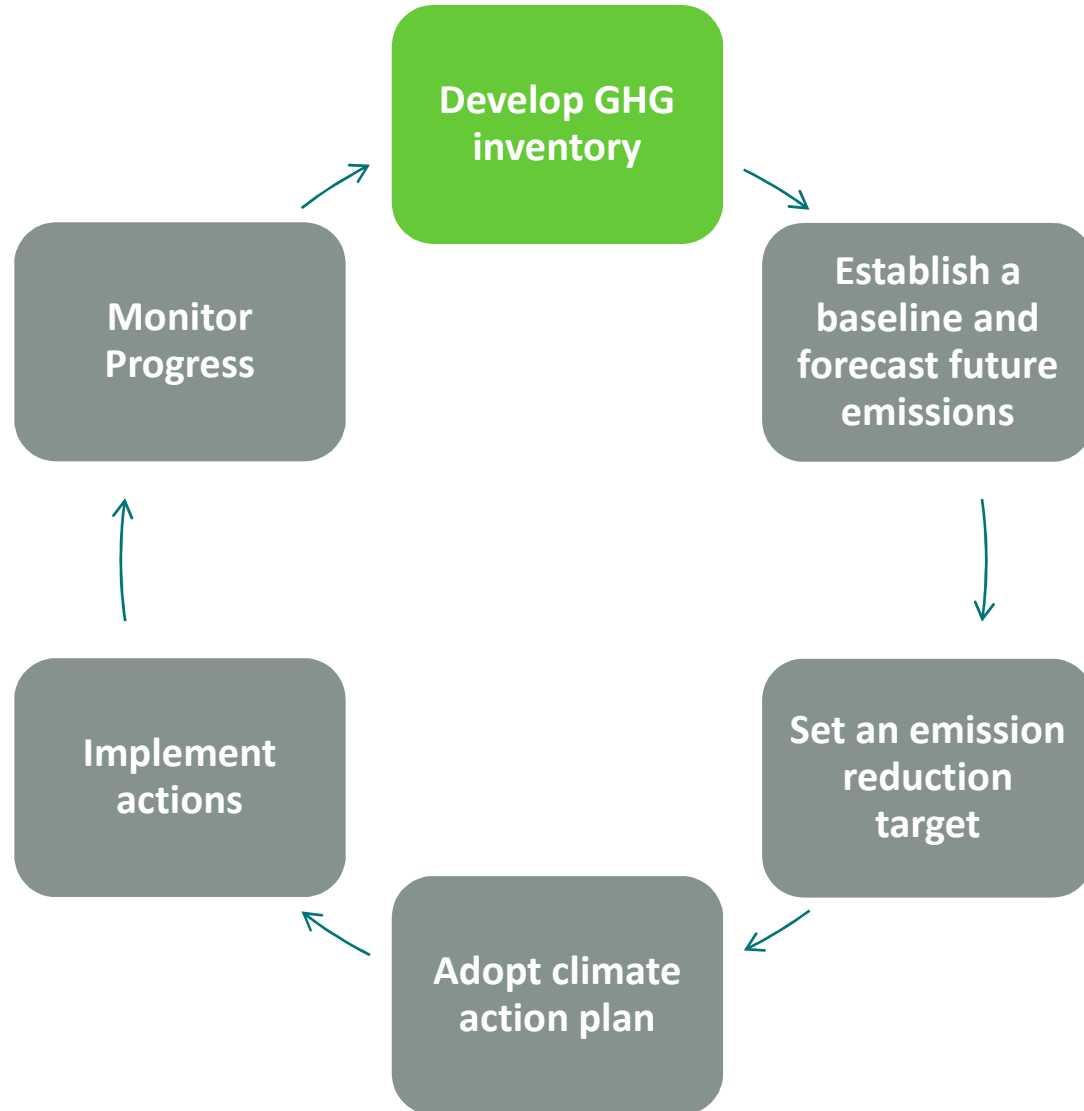 Develop GHG
inventory
Establish a
baseline and
forecast future
emissions
Set an emission
reduction
target
Adopt climate
action plan
Implement
actions
Monitor
Progress